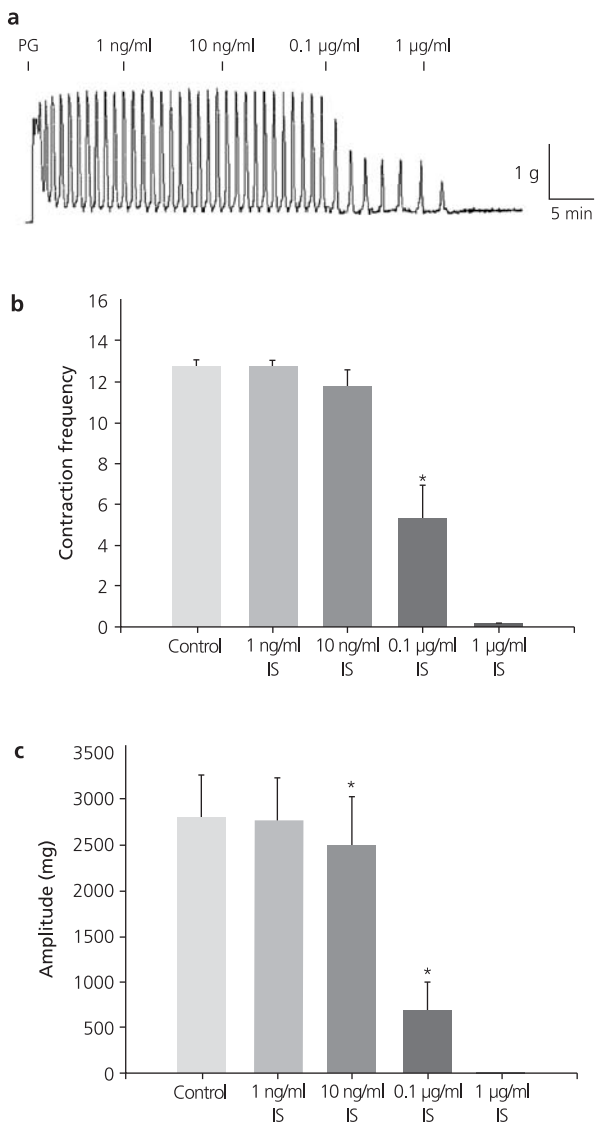 a
PG 1 ng/ml 10 ng/ml 0.1 µg/ml 1 µg/ml
1 g
5 min
b
Contraction frequency
16
14
12
10
8
6
4
2
0
Control 1 ng/ml 10 ng/ml 0.1 µg/ml 1 µg/ml
IS IS IS IS
*
c
Amplitude (mg)
3500
3000
2500
2000
1500
1000
500
0
Control 1 ng/ml 10 ng/ml 0.1 µg/ml 1 µg/ml
IS IS IS IS
*
*